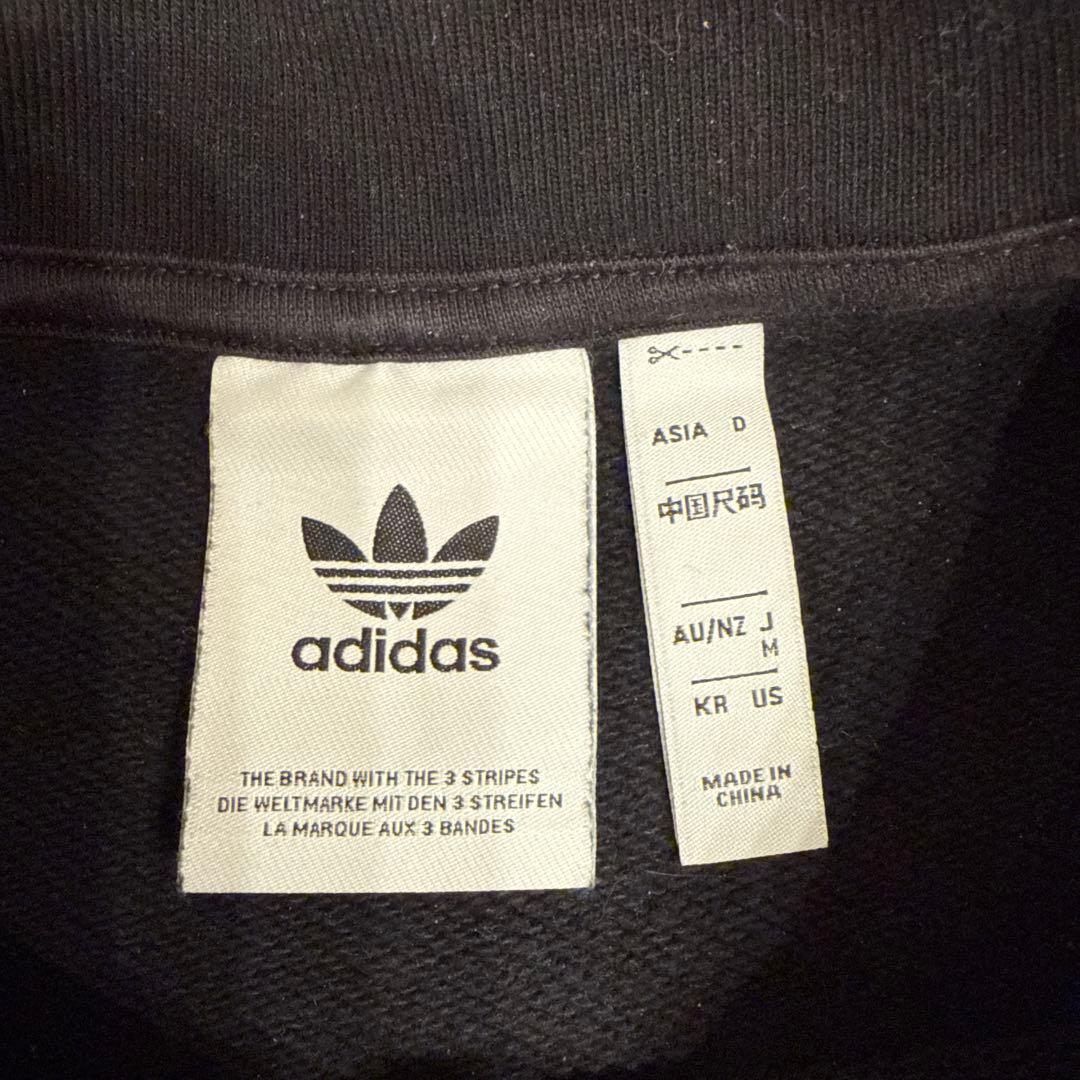 adidas
THE BRAND WITH THE 3 STRIPES
DIE WELTMARKE MIT DEN 3 STREIFEN
LA MARQUE AUX 3 BANDES
ASIA D
中国尺码
AU/NZ J
M
KR US
MADE IN
CHINA